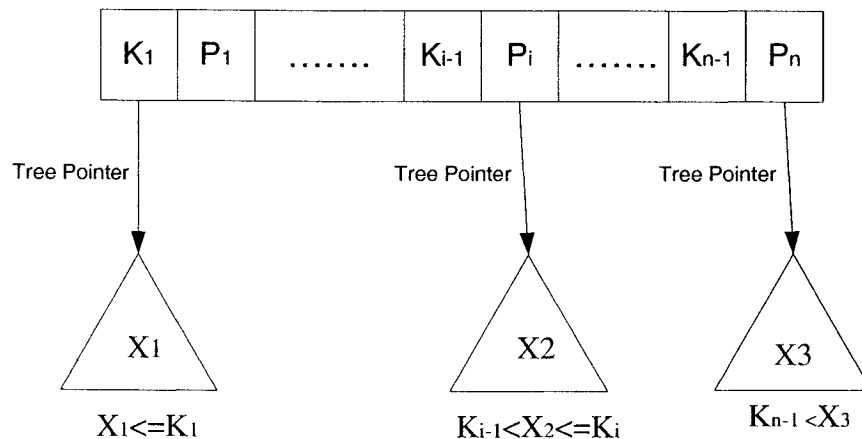 K1 P1 ....... Ki-1 Pi ....... Kn-1 Pn
Tree Pointer Tree Pointer Tree Pointer
X1 X2 X3
X1<=K1 Ki-1<X2<=Ki Kn-1<X3